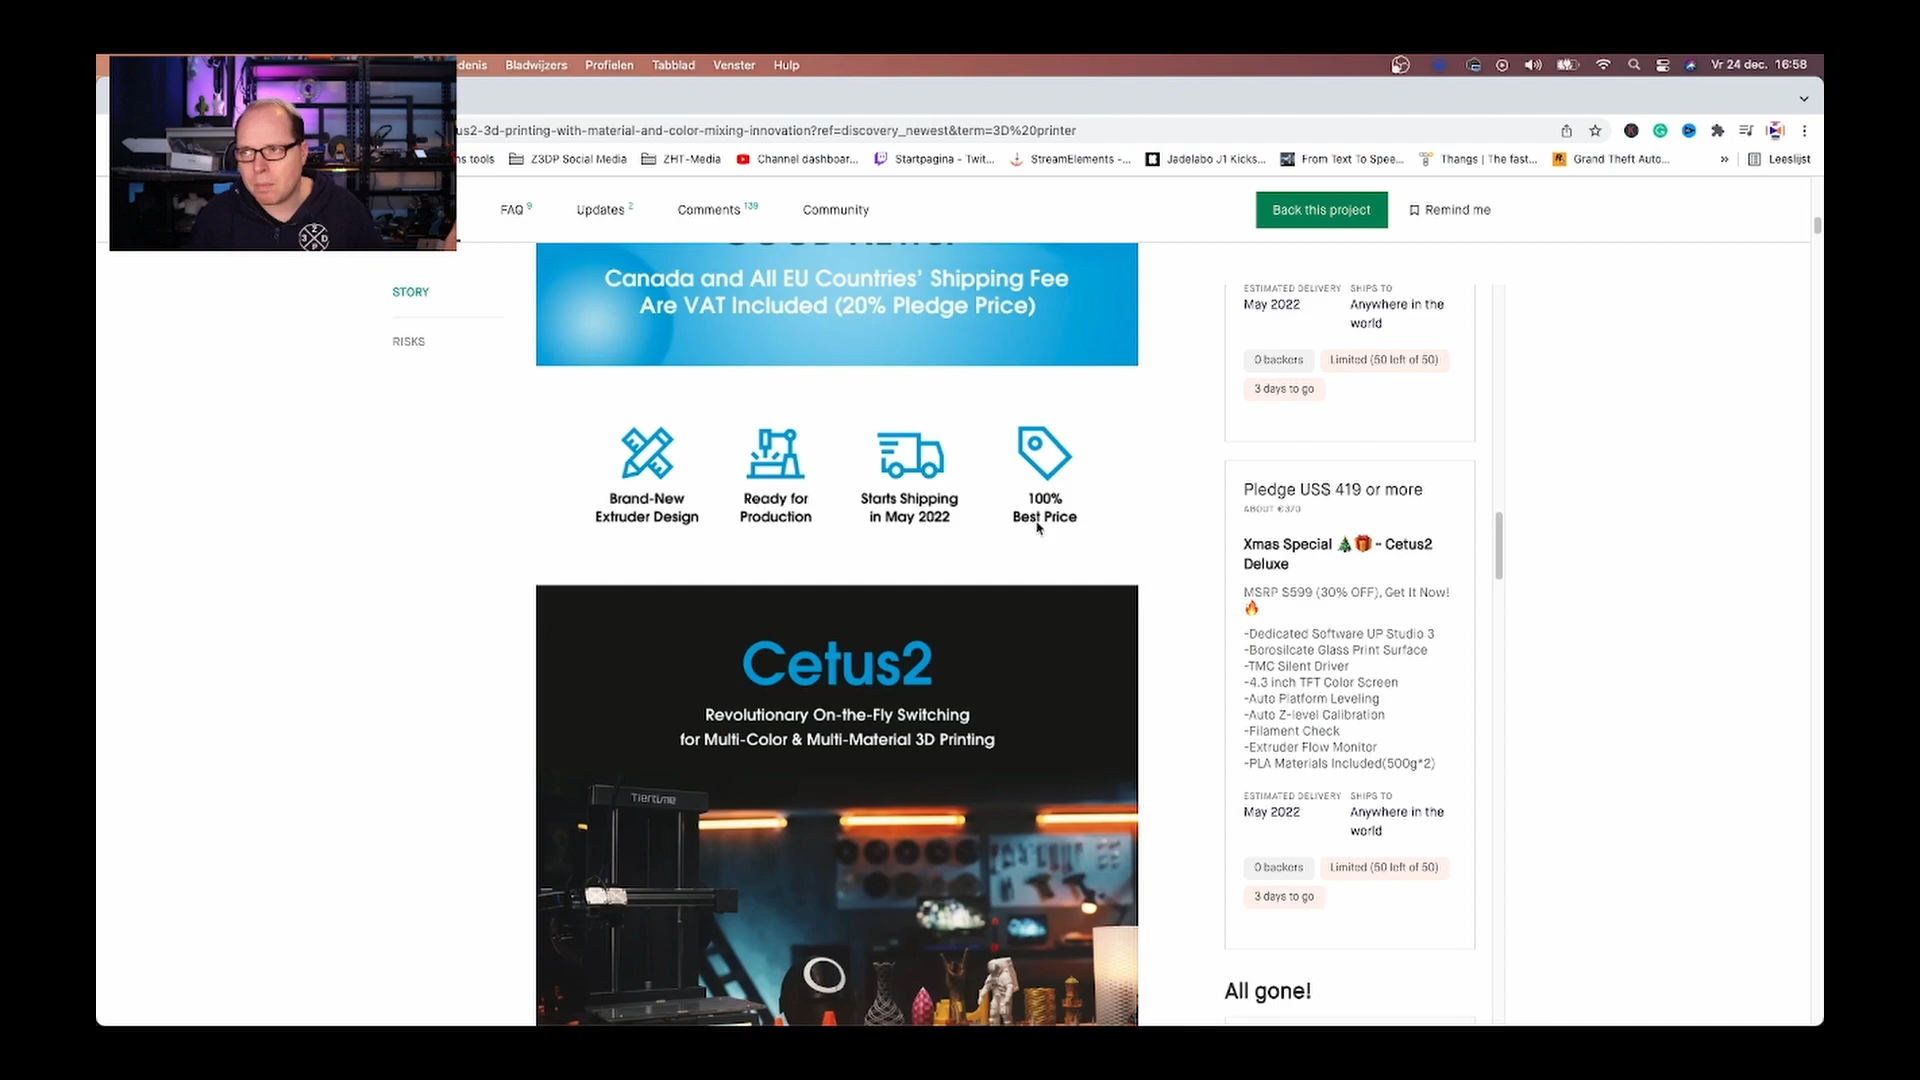 denis Bladwijzers Profielen Tabblad Venster Hulp Vr 24 dec. 16:58
us2-3d-printing-with-material-and-color-mixing-innovation?ref=discovery_newest&term=3D%20printer
ns tools Z3DP Social Media ZHT-Media Channel dashboar... Startpagina - Twit... StreamElements -... Jadelabo J1 Kicks... From Text To Spee... Thangs | The fast... Grand Theft Auto... » Leeslijst
FAQ 9 Updates 2 Comments 139 Community Back this project Remind me
STORY
RISKS
Canada and All EU Countries' Shipping Fee
Are VAT Included (20% Pledge Price)
Brand-New
Extruder Design
Ready for
Production
Starts Shipping
in May 2022
100%
Best Price
Cetus2
Revolutionary On-the-Fly Switching
for Multi-Color & Multi-Material 3D Printing
Tiertime
ESTIMATED DELIVERY SHIPS TO
May 2022 Anywhere in the
world
0 backers Limited (50 left of 50)
3 days to go
Pledge US$ 419 or more
ABOUT €370
Xmas Special 🎄🎁 - Cetus2
Deluxe
MSRP $599 (30% OFF), Get It Now!
🔥
-Dedicated Software UP Studio 3
-Borosilcate Glass Print Surface
-TMC Silent Driver
-4.3 inch TFT Color Screen
-Auto Platform Leveling
-Auto Z-level Calibration
-Filament Check
-Extruder Flow Monitor
-PLA Materials Included(500g*2)
ESTIMATED DELIVERY SHIPS TO
May 2022 Anywhere in the
world
0 backers Limited (50 left of 50)
3 days to go
All gone!